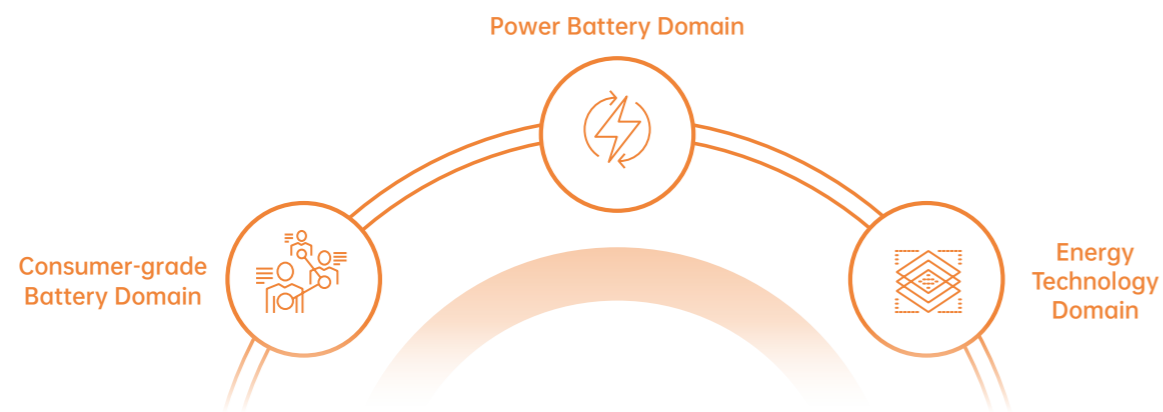 Power Battery Domain
Consumer-grade
Battery Domain
Energy
Technology
Domain